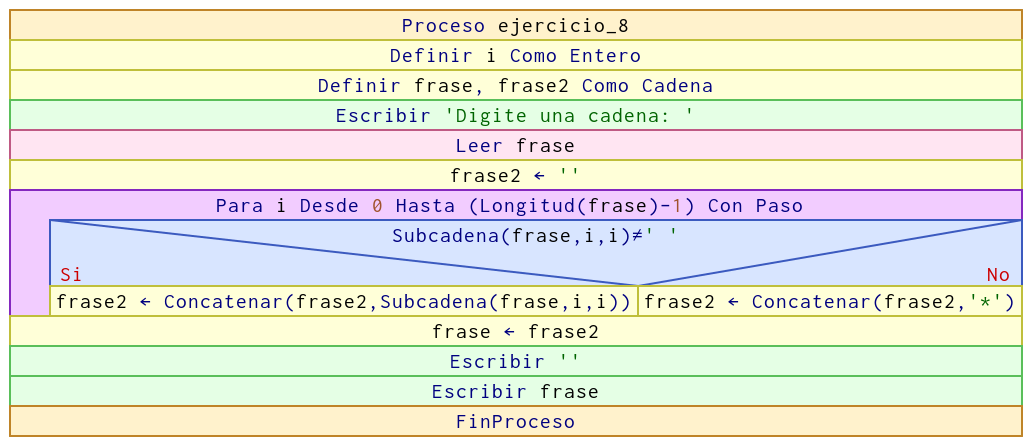 Proceso ejercicio_8
Definir i Como Entero
Definir frase, frase2 Como Cadena
Escribir 'Digite una cadena: '
Leer frase
frase2 ← ''
Para i Desde 0 Hasta (Longitud(frase)-1) Con Paso
Subcadena(frase,i,i)≠' '
Si No
frase2 ← Concatenar(frase2,Subcadena(frase,i,i)) frase2 ← Concatenar(frase2,'*')
frase ← frase2
Escribir ''
Escribir frase
FinProceso